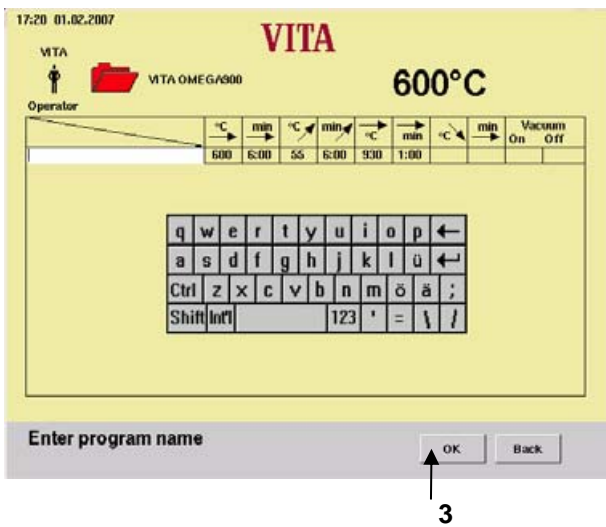 17:20 01.02.2007
VITA
VITA
VITA OMEGA900
600°C
Operator
°C min °C min °C min °C min Vacuum
On Off
600 6:00 55 6:00 930 1:00
q w e r t y u i o p ←
a s d f g h j k l ü ↵
Ctrl z x c v b n m ö ä ;
Shift Int'l 123 ' = \ /
Enter program name
OK Back
3